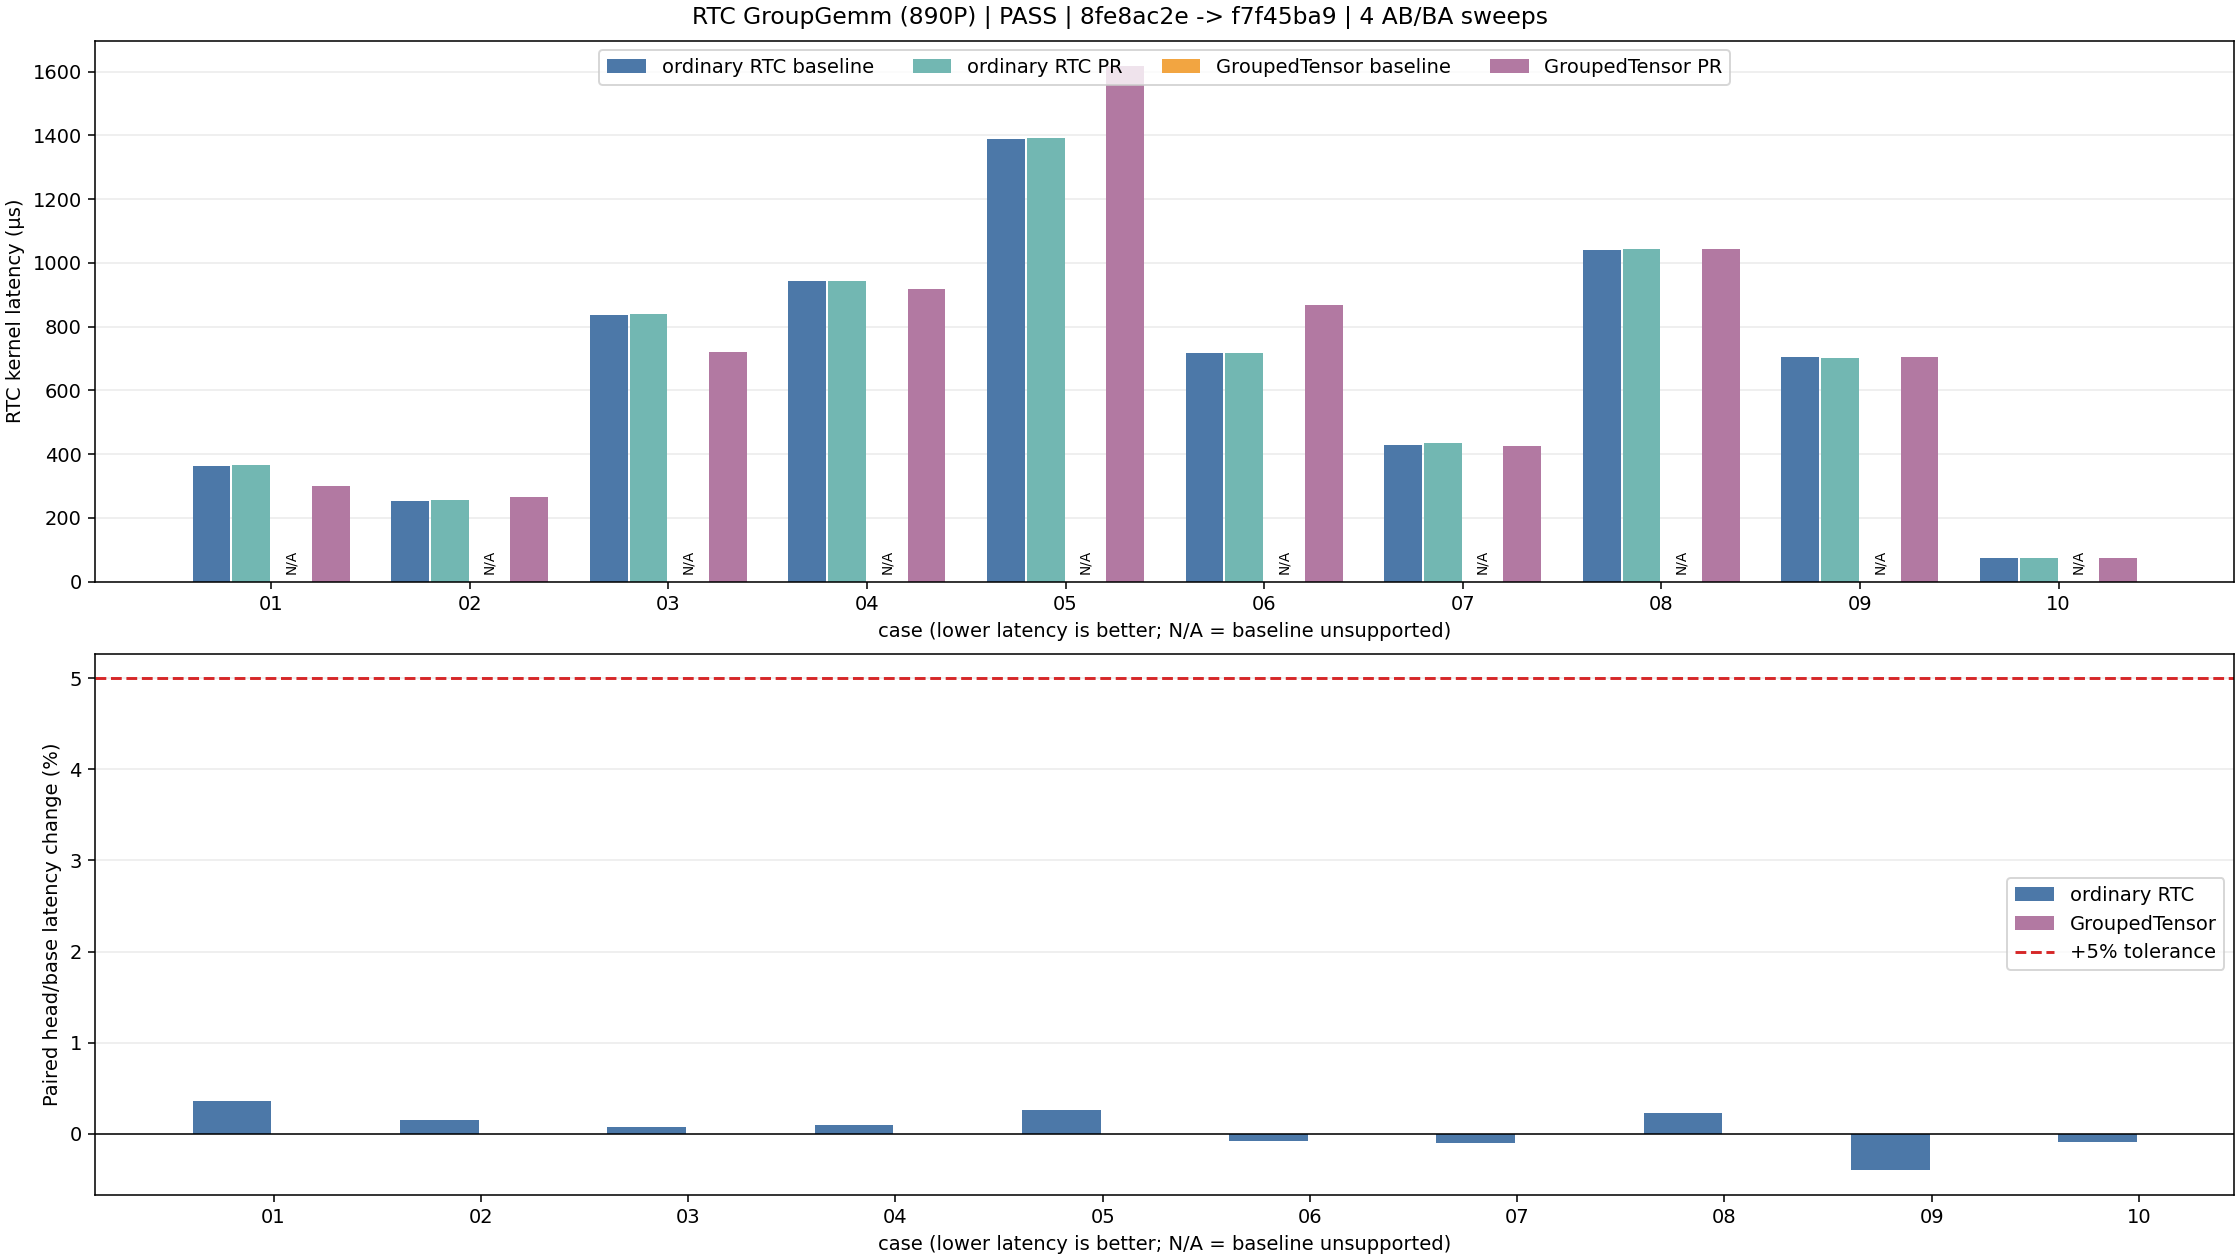 RTC GroupGemm (890P) | PASS | 8fe8ac2e -> f7f45ba9 | 4 AB/BA sweeps
ordinary RTC baseline
ordinary RTC PR
GroupedTensor baseline
GroupedTensor PR
RTC kernel latency (µs)
1600
1400
1200
1000
800
600
400
200
0
N/A
N/A
N/A
N/A
N/A
N/A
N/A
N/A
N/A
N/A
01 02 03 04 05 06 07 08 09 10
case (lower latency is better; N/A = baseline unsupported)
Paired head/base latency change (%)
5
4
3
2
1
0
ordinary RTC
GroupedTensor
+5% tolerance
01 02 03 04 05 06 07 08 09 10
case (lower latency is better; N/A = baseline unsupported)